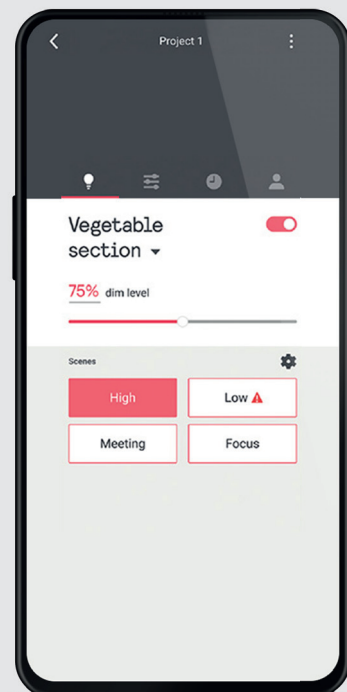 Project 1
Vegetable
section
75% dim level
Scenes
High
Low
Meeting
Focus